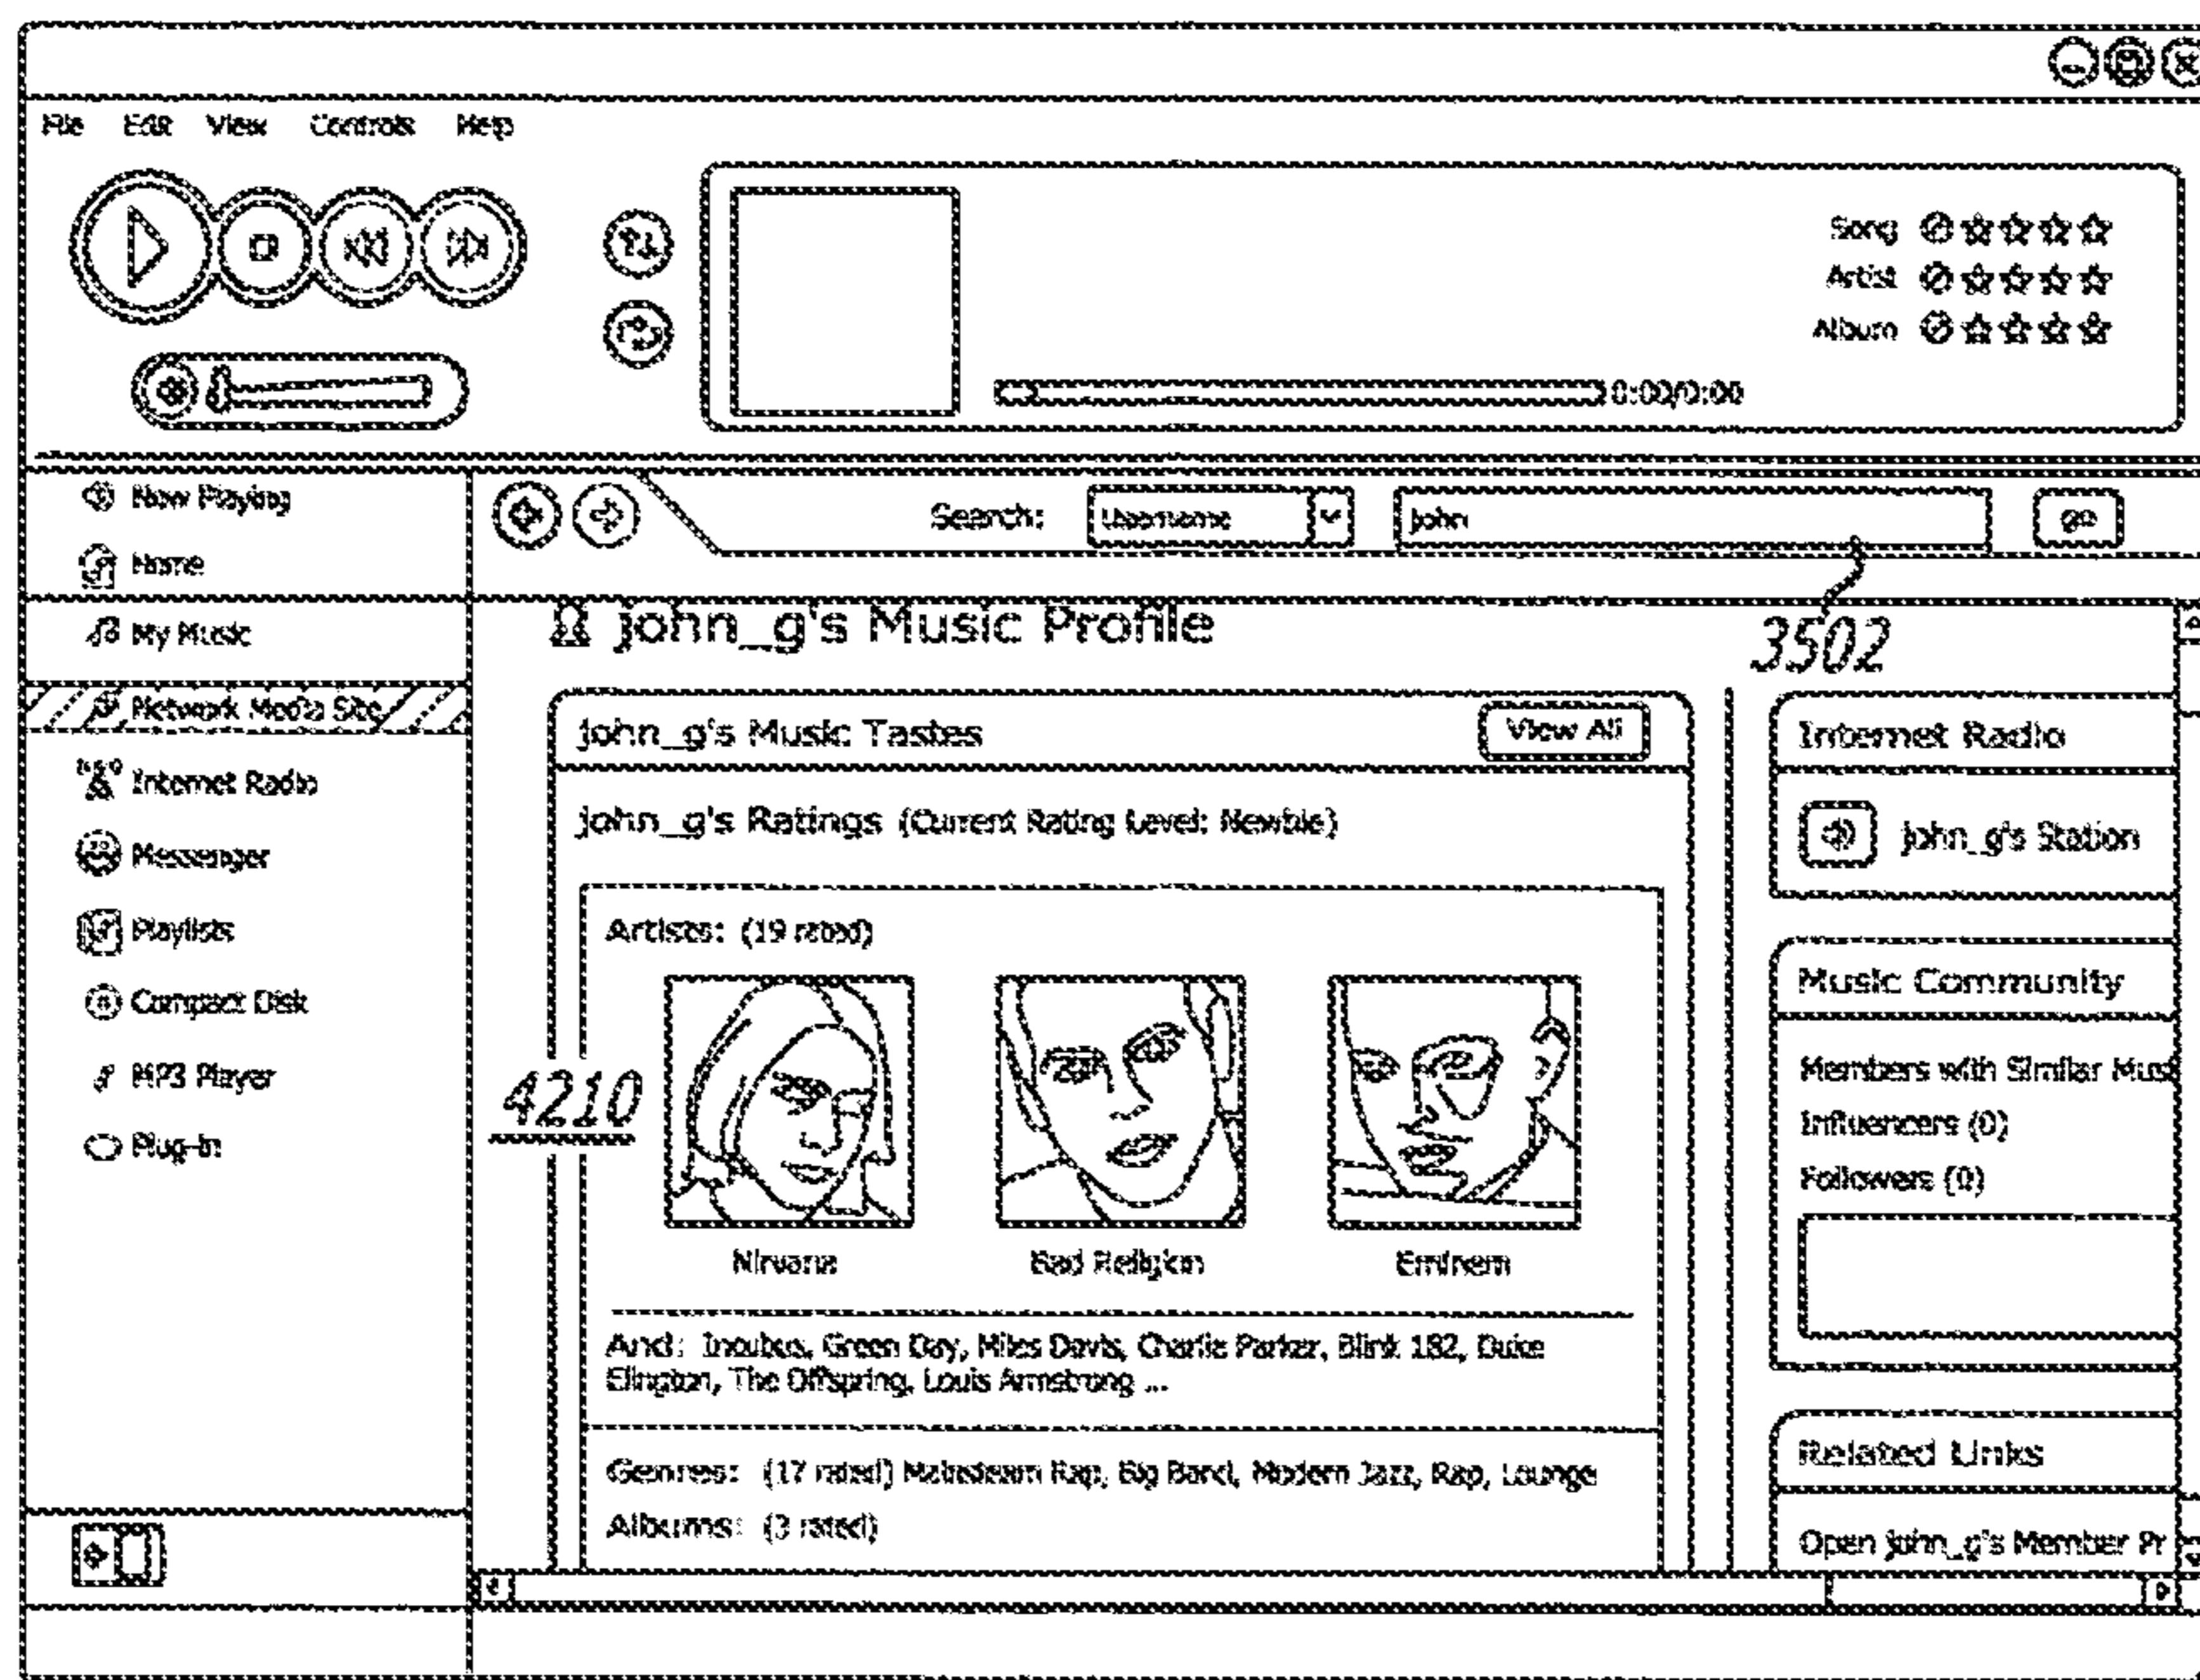 File Edit View Controls Help
Song
Artist
Album
0:00/0:00
Now Playing
Home
My Music
Network Media Site
Internet Radio
Messenger
Playlists
Compact Disk
MP3 Player
Plug-In
Search: Username john go
3502
john_g's Music Profile
john_g's Music Tastes View All
john_g's Ratings (Current Rating Level: Newbie)
Artists: (19 rated)
4210
Nirvana Bad Religion Eminem
And: Incubus, Green Day, Miles Davis, Charlie Parker, Blink 182, Duke
Ellington, The Offspring, Louis Armstrong ...
Genres: (17 rated) Mainstream Rap, Big Band, Modern Jazz, Rap, Lounge
Albums: (3 rated)
Internet Radio
john_g's Station
Music Community
Members with Similar Musi
Influencers (0)
Followers (0)
Related Links
Open john_g's Member Pr